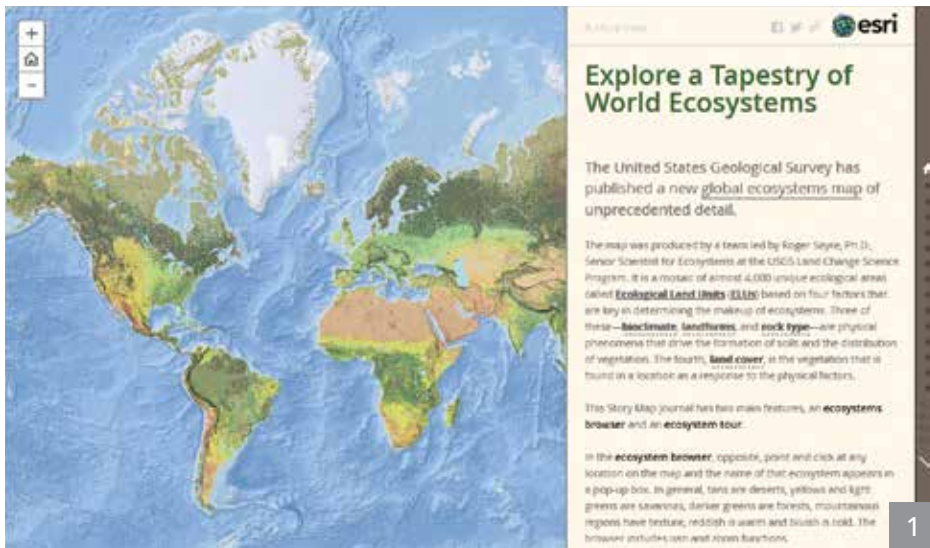 A Story Map
esri
Explore a Tapestry of
World Ecosystems
The United States Geological Survey has
published a new global ecosystems map of
unprecedented detail.
The map was produced by a team led by Roger Sayre, Ph.D.,
Senior Scientist for Ecosystems at the USGS Land Change Science
Program. It is a mosaic of almost 4,000 unique ecological areas
called Ecological Land Units (ELUs) based on four factors that
are key in determining the makeup of ecosystems. Three of
these—bioclimate, landforms, and rock type—are physical
phenomena that drive the formation of soils and the distribution
of vegetation. The fourth, land cover, is the vegetation that is
found in a location as a response to the physical factors.
This Story Map Journal has two main features, an ecosystems
browser and an ecosystem tour.
In the ecosystem browser, opposite, point and click at any
location on the map and the name of that ecosystem appears in
a pop-up box. In general, tans are deserts, yellows and light
greens are savannas, darker greens are forests, mountainous
regions have texture, reddish is warm and bluish is cold. The
browser includes pan and zoom functions.
1